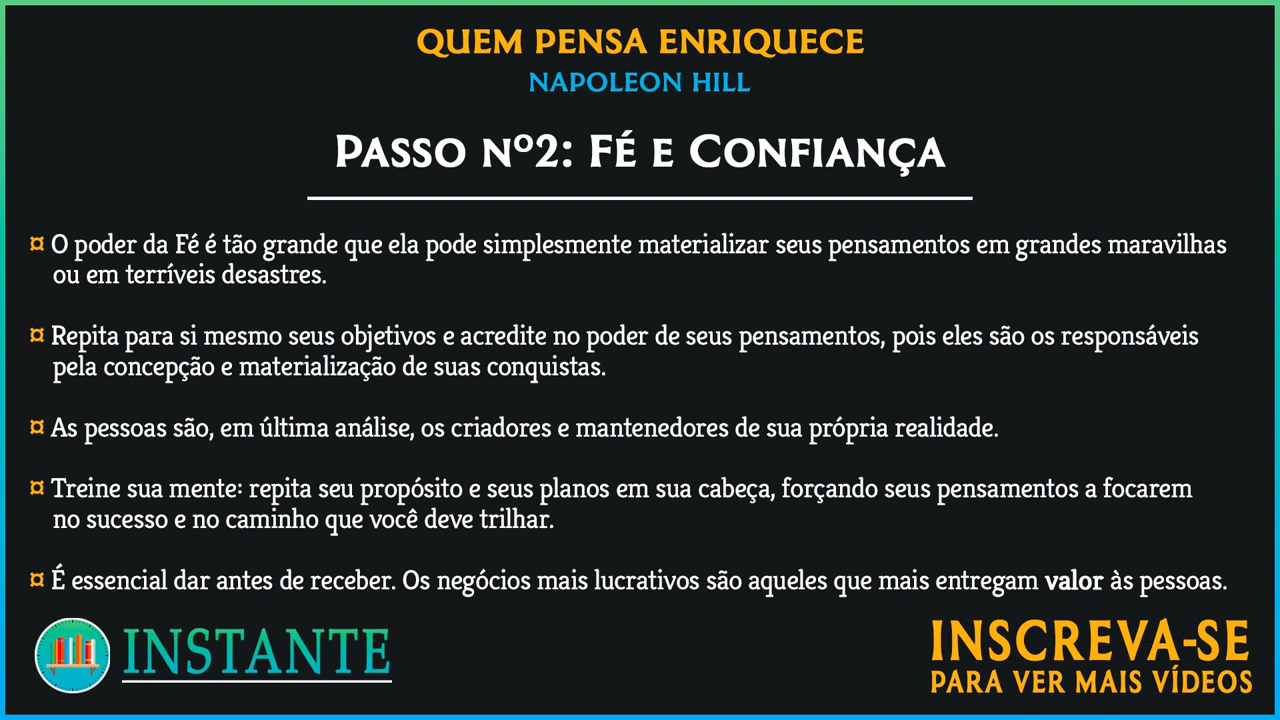 QUEM PENSA ENRIQUECE
NAPOLEON HILL
PASSO Nº2: FÉ E CONFIANÇA
¤ O poder da Fé é tão grande que ela pode simplesmente materializar seus pensamentos em grandes maravilhas
ou em terríveis desastres.
¤ Repita para si mesmo seus objetivos e acredite no poder de seus pensamentos, pois eles são os responsáveis
pela concepção e materialização de suas conquistas.
¤ As pessoas são, em última análise, os criadores e mantenedores de sua própria realidade.
¤ Treine sua mente: repita seu propósito e seus planos em sua cabeça, forçando seus pensamentos a focarem
no sucesso e no caminho que você deve trilhar.
¤ É essencial dar antes de receber. Os negócios mais lucrativos são aqueles que mais entregam valor às pessoas.
INSTANTE
INSCREVA-SE
PARA VER MAIS VÍDEOS